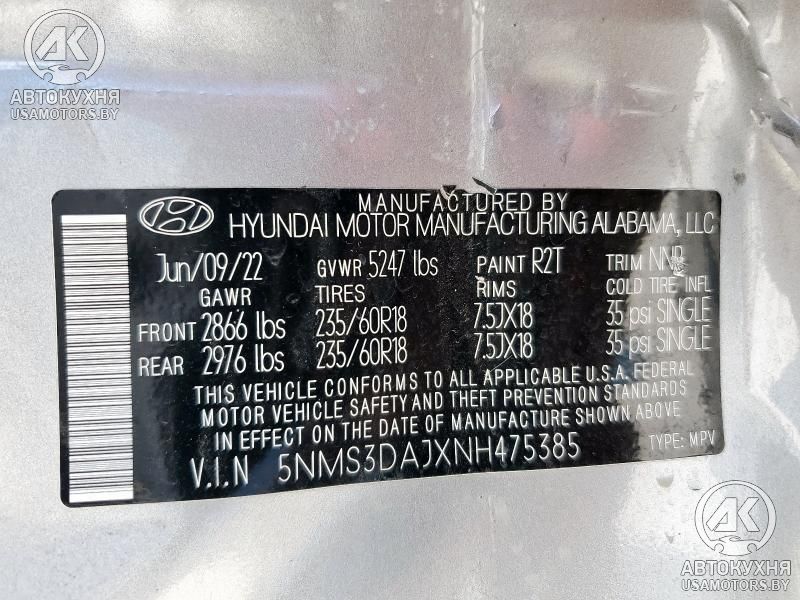 AK
АВТОКУХНЯ
USAMOTORS.BY
MANUFACTURED BY
HYUNDAI MOTOR MANUFACTURING ALABAMA, LLC
Jun/09/22 GVWR 5247 lbs PAINT R2T TRIM NNB
GAWR TIRES RIMS COLD TIRE INFL
FRONT 2866 lbs 235/60R18 7.5JX18 35 psi SINGLE
REAR 2976 lbs 235/60R18 7.5JX18 35 psi SINGLE
THIS VEHICLE CONFORMS TO ALL APPLICABLE U.S.A. FEDERAL
MOTOR VEHICLE SAFETY AND THEFT PREVENTION STANDARDS
IN EFFECT ON THE DATE OF MANUFACTURE SHOWN ABOVE
V.I.N 5NMS3DAJXNH475385 TYPE: MPV
AK
АВТОКУХНЯ
USAMOTORS.BY